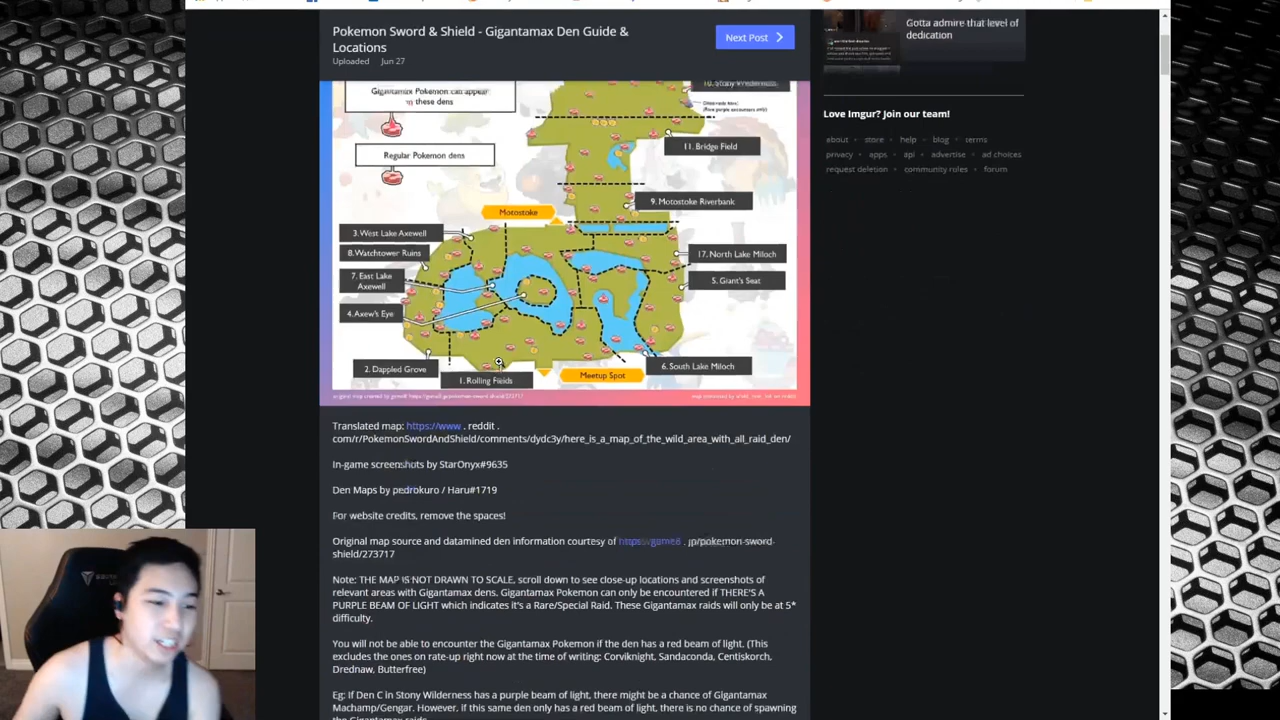 Gotta admire that level of
dedication
Pokemon Sword & Shield - Gigantamax Den Guide &
Locations
Uploaded Jun 27
Next Post
Love Imgur? Join our team!
about • store • help • blog • terms
privacy • apps • api • advertise • ad choices
request deletion • community rules • forum
Gigantamax Pokemon can appear
in these dens
Regular Pokemon dens
10. Stony Wilderness
11. Bridge Field
9. Motostoke Riverbank
Motostoke
3. West Lake Axewell
8. Watchtower Ruins
7. East Lake
Axewell
4. Axew's Eye
17. North Lake Miloch
5. Giant's Seat
2. Dappled Grove
1. Rolling Fields
Meetup Spot
6. South Lake Miloch
Translated map: https://www . reddit .
com/r/PokemonSwordAndShield/comments/dydc3y/here_is_a_map_of_the_wild_area_with_all_raid_den/
In-game screenshots by StarOnyx#9635
Den Maps by pedrokuro / Haru#1719
For website credits, remove the spaces!
Original map source and datamined den information courtesy of https://game8 . jp/pokemon-sword-
shield/273717
Note: THE MAP IS NOT DRAWN TO SCALE, scroll down to see close-up locations and screenshots of
relevant areas with Gigantamax dens. Gigantamax Pokemon can only be encountered if THERE'S A
PURPLE BEAM OF LIGHT which indicates it's a Rare/Special Raid. These Gigantamax raids will only be at 5*
difficulty.
You will not be able to encounter the Gigantamax Pokemon if the den has a red beam of light. (This
excludes the ones on rate-up right now at the time of writing: Corviknight, Sandaconda, Centiskorch,
Drednaw, Butterfree)
Eg: If Den C in Stony Wilderness has a purple beam of light, there might be a chance of Gigantamax
Machamp/Gengar. However, if this same den only has a red beam of light, there is no chance of spawning
the Gigantamax raids.